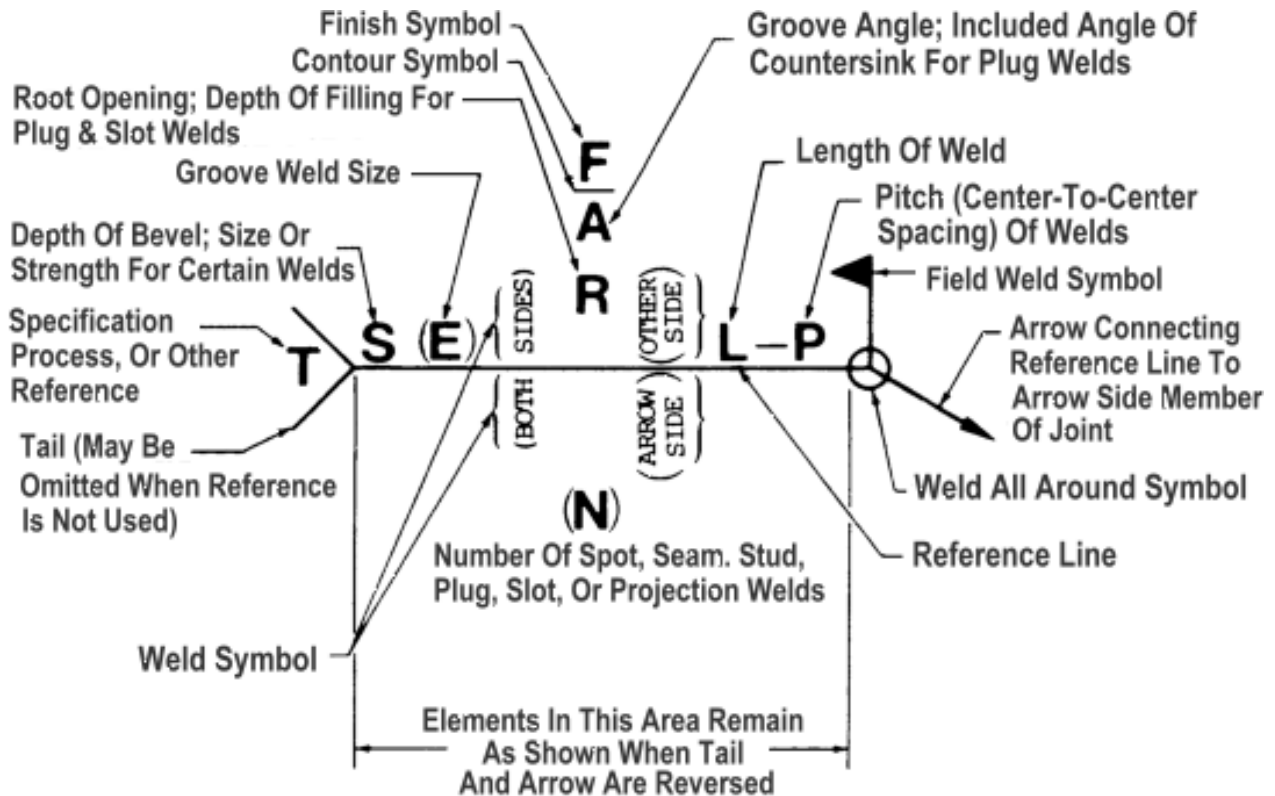 Finish Symbol
Contour Symbol
Root Opening; Depth Of Filling For
Plug & Slot Welds
Groove Weld Size
Depth Of Bevel; Size Or
Strength For Certain Welds
Specification
Process, Or Other
Reference
Tail (May Be
Omitted When Reference
Is Not Used)
Groove Angle; Included Angle Of
Countersink For Plug Welds
Length Of Weld
Pitch (Center-To-Center
Spacing) Of Welds
Field Weld Symbol
Arrow Connecting
Reference Line To
Arrow Side Member
Of Joint
Weld All Around Symbol
Reference Line
F
A
R
T
S (E)
(BOTH SIDES)
(OTHER
SIDE)
(ARROW
SIDE)
L – P
(N)
Number Of Spot, Seam. Stud,
Plug, Slot, Or Projection Welds
Weld Symbol
Elements In This Area Remain
As Shown When Tail
And Arrow Are Reversed